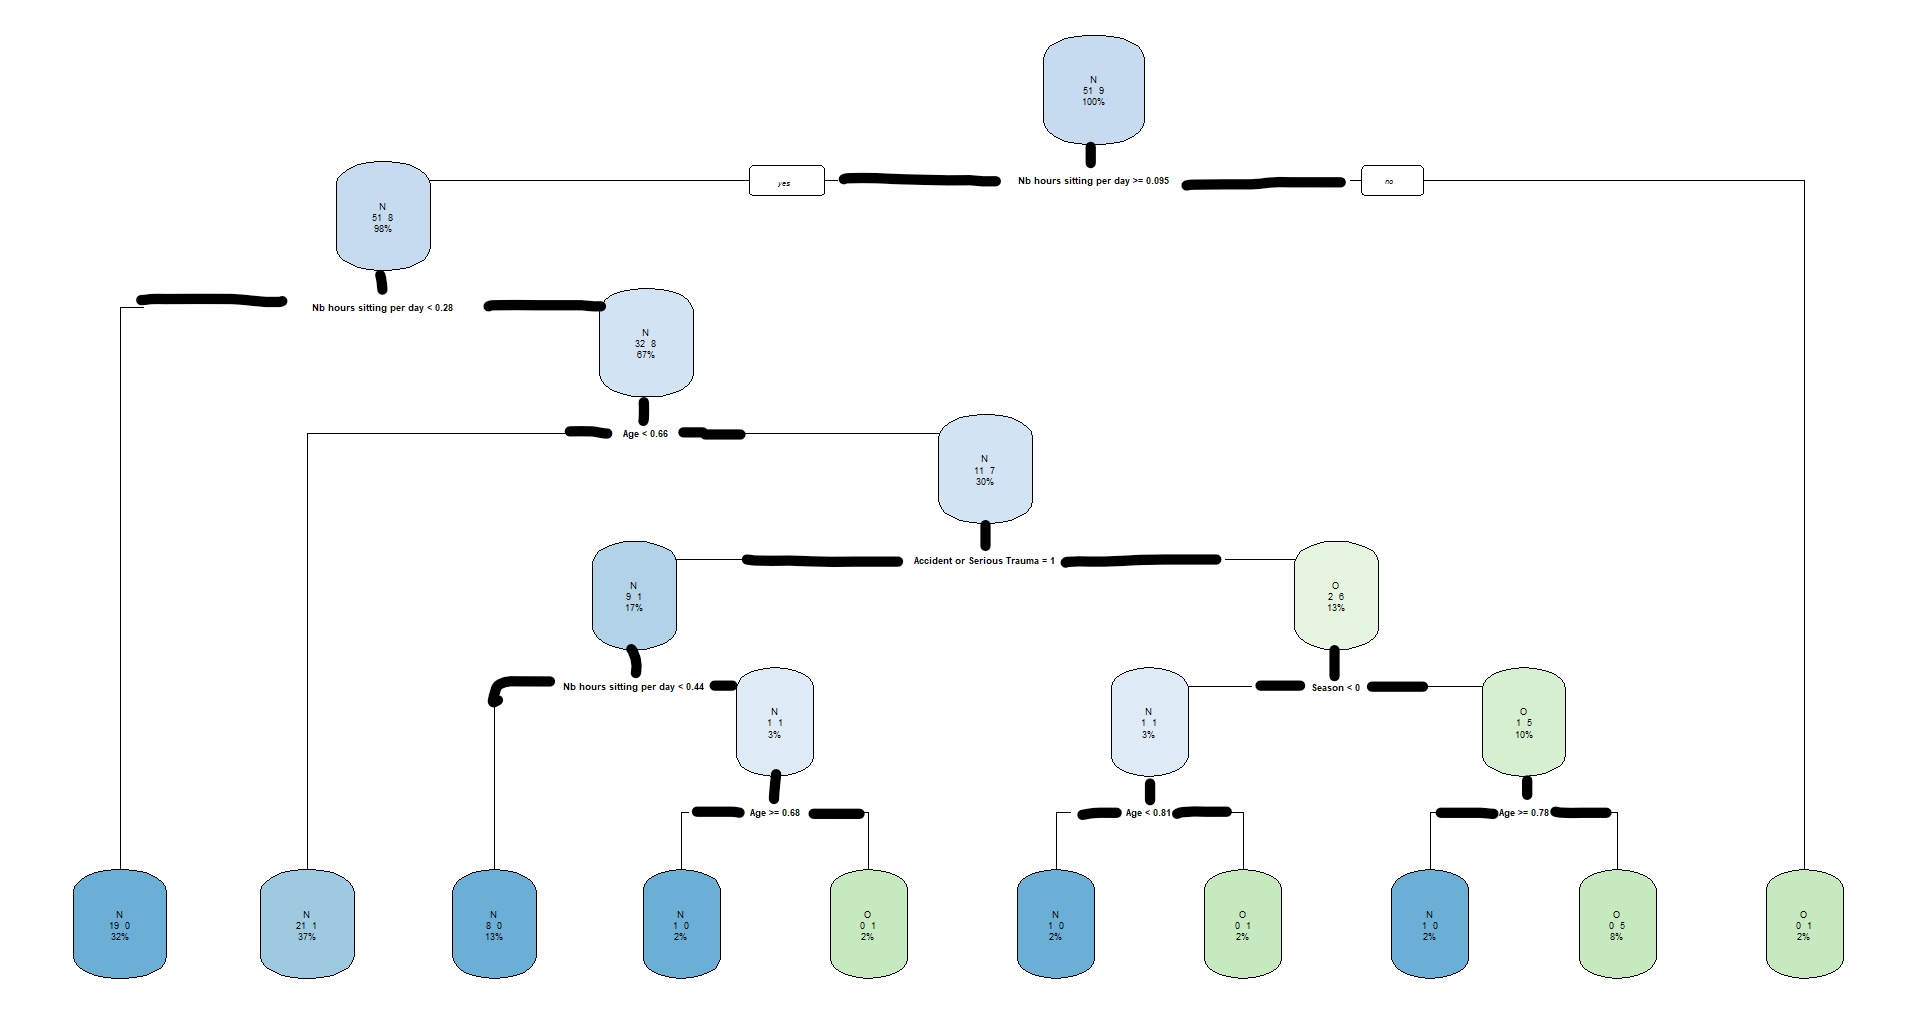 N
51 9
100%
yes
Nb hours sitting per day >= 0.095
no
N
51 8
98%
Nb hours sitting per day < 0.28
N
32 8
67%
Age < 0.66
N
11 7
30%
Accident or Serious Trauma = 1
N
9 1
17%
O
2 6
13%
Nb hours sitting per day < 0.44
N
1 1
3%
N
1 1
3%
Season < 0
O
1 5
10%
Age >= 0.68
Age < 0.81
Age >= 0.78
N
19 0
32%
N
21 1
37%
N
8 0
13%
N
1 0
2%
O
0 1
2%
N
1 0
2%
O
0 1
2%
N
1 0
2%
O
0 5
8%
O
0 1
2%